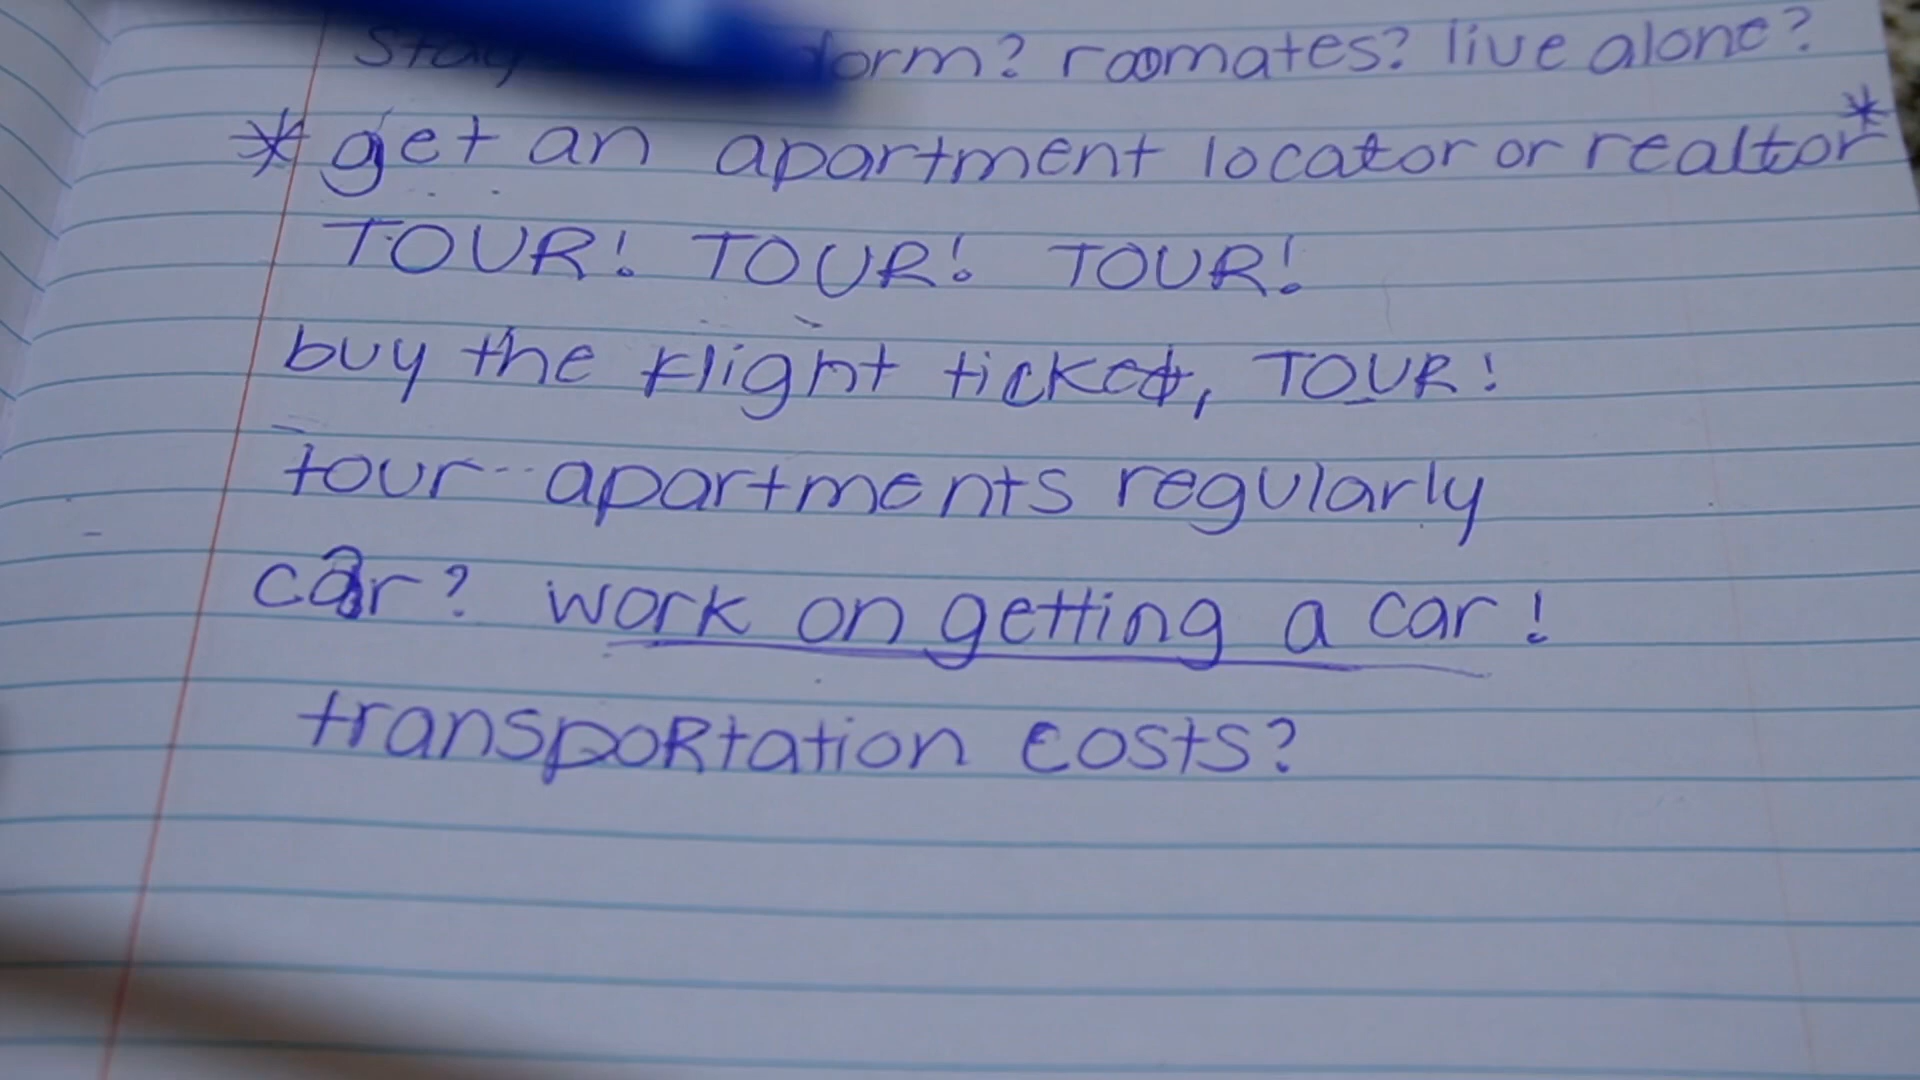 Stay dorm? roomates? live alone?
* get an apartment locator or realtor *
TOUR! TOUR! TOUR!
buy the flight ticket, TOUR!
tour apartments regularly
car? work on getting a car!
transportation costs?